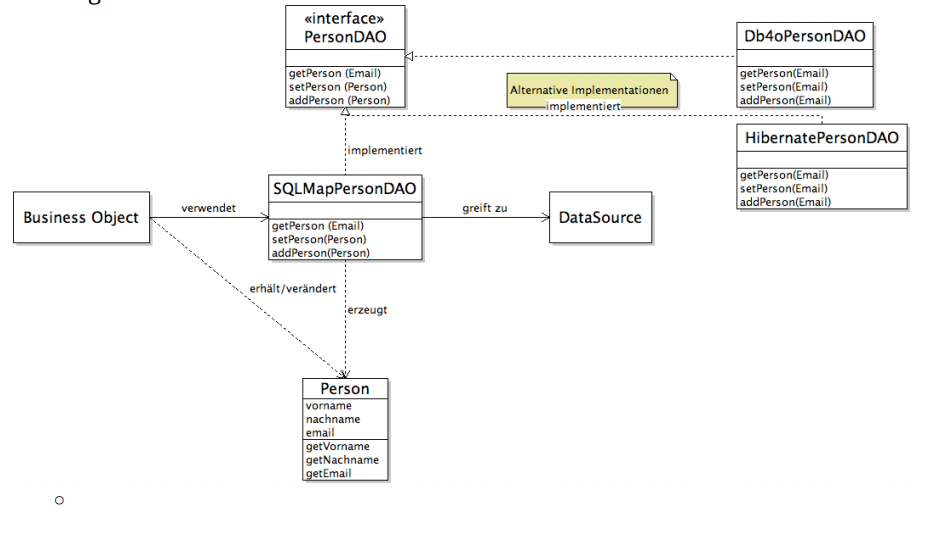 «interface»
PersonDAO
getPerson (Email)
setPerson (Person)
addPerson (Person)
Db4oPersonDAO
getPerson(Email)
setPerson(Email)
addPerson(Email)
Alternative Implementationen
implementiert
HibernatePersonDAO
getPerson(Email)
setPerson(Email)
addPerson(Email)
implementiert
Business Object
verwendet
SQLMapPersonDAO
getPerson (Email)
setPerson(Person)
addPerson(Person)
greift zu
DataSource
erhält/verändert
erzeugt
Person
vorname
nachname
email
getVorname
getNachname
getEmail